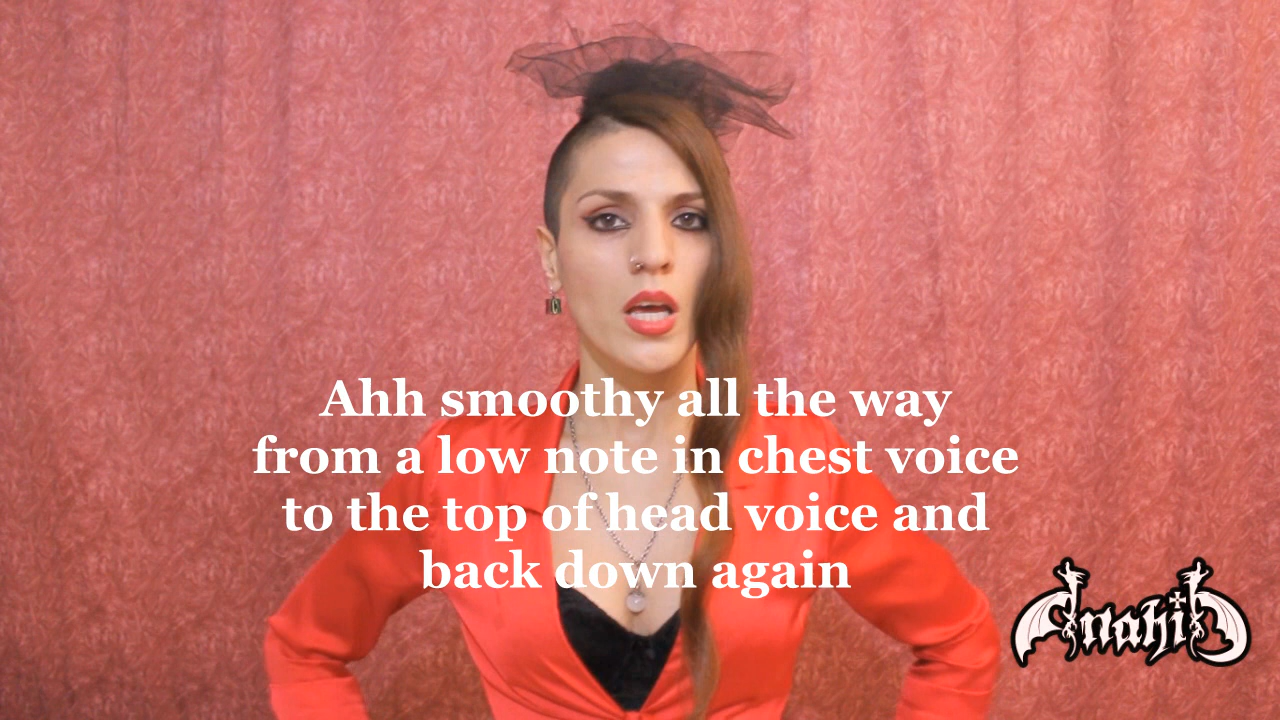 Ahh smoothy all the way
from a low note in chest voice
to the top of head voice and
back down again
Anahit